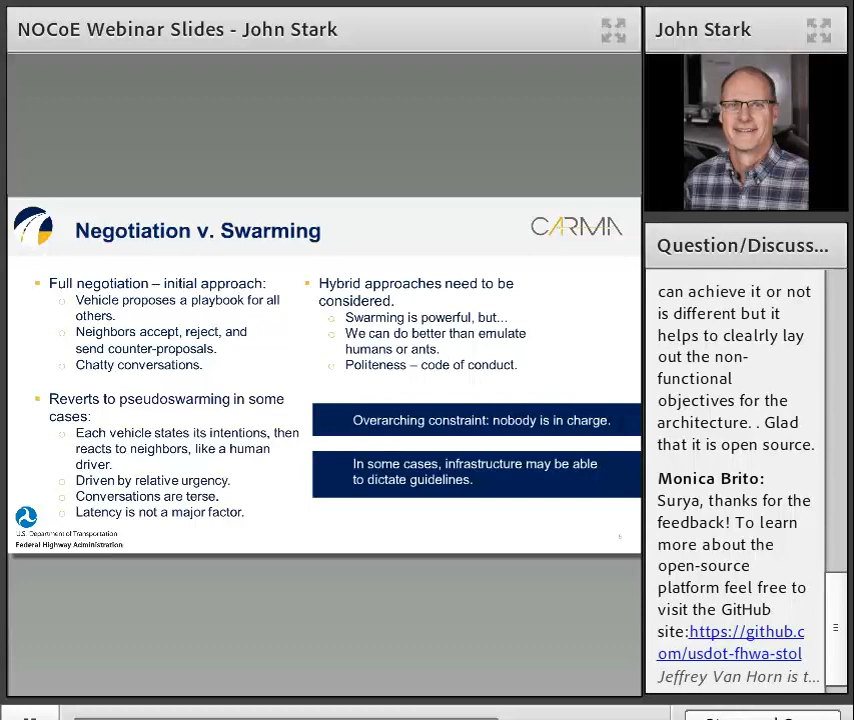 NOCoE Webinar Slides - John Stark
Negotiation v. Swarming
CARMA
Full negotiation – initial approach:
Vehicle proposes a playbook for all
others.
Neighbors accept, reject, and
send counter-proposals.
Chatty conversations.
Reverts to pseudoswarming in some
cases:
Each vehicle states its intentions, then
reacts to neighbors, like a human
driver.
Driven by relative urgency.
Conversations are terse.
Latency is not a major factor.
Hybrid approaches need to be
considered.
Swarming is powerful, but...
We can do better than emulate
humans or ants.
Politeness – code of conduct.
Overarching constraint: nobody is in charge.
In some cases, infrastructure may be able
to dictate guidelines.
U.S. Department of Transportation
Federal Highway Administration
John Stark
Question/Discuss...
can achieve it or not
is different but it
helps to clealrly lay
out the non-
functional
objectives for the
architecture. . Glad
that it is open source.
Monica Brito:
Surya, thanks for the
feedback! To learn
more about the
open-source
platform feel free to
visit the GitHub
site:https://github.c
om/usdot-fhwa-stol
Jeffrey Van Horn is t...